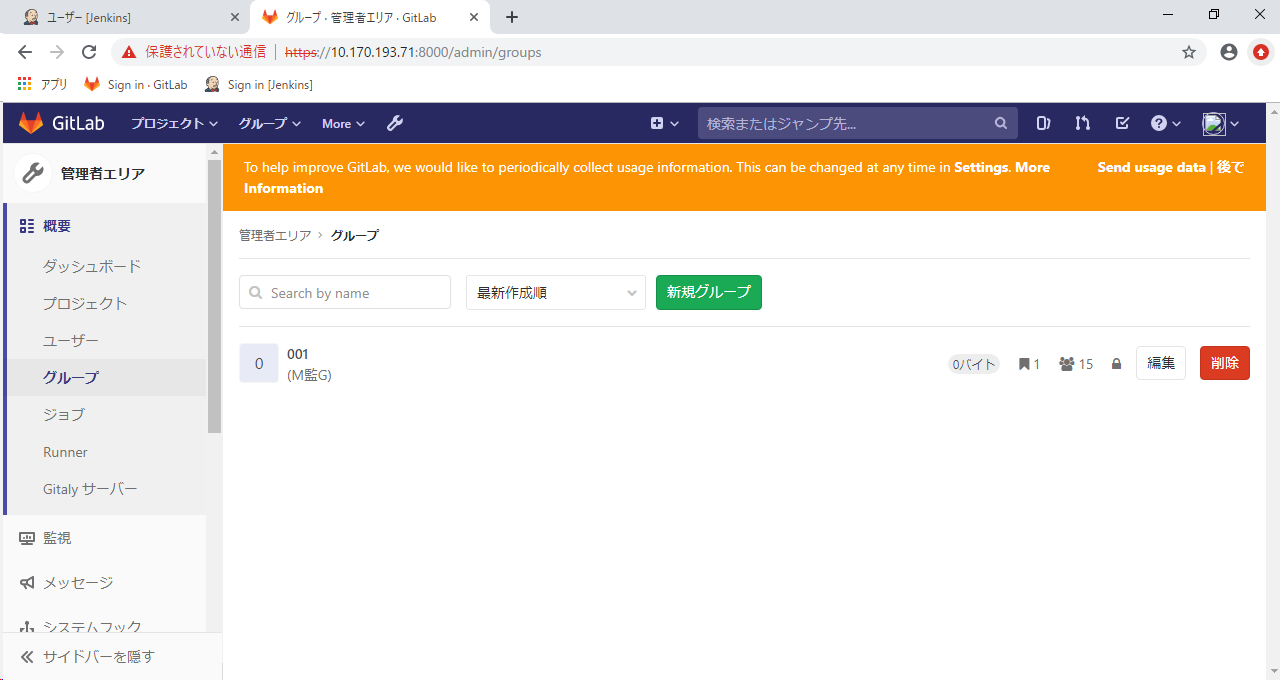 ユーザー [Jenkins]
グループ · 管理者エリア · GitLab
保護されていない通信 | https://10.170.193.71:8000/admin/groups
アプリ Sign in · GitLab Sign in [Jenkins]
GitLab プロジェクト グループ More 検索またはジャンプ先...
管理者エリア
概要
ダッシュボード
プロジェクト
ユーザー
グループ
ジョブ
Runner
Gitaly サーバー
監視
メッセージ
システムフック
サイドバーを隠す
To help improve GitLab, we would like to periodically collect usage information. This can be changed at any time in Settings. More
Information
Send usage data | 後で
管理者エリア > グループ
Search by name 最新作成順 新規グループ
0 001
(M監G)
0バイト 1 15 編集 削除